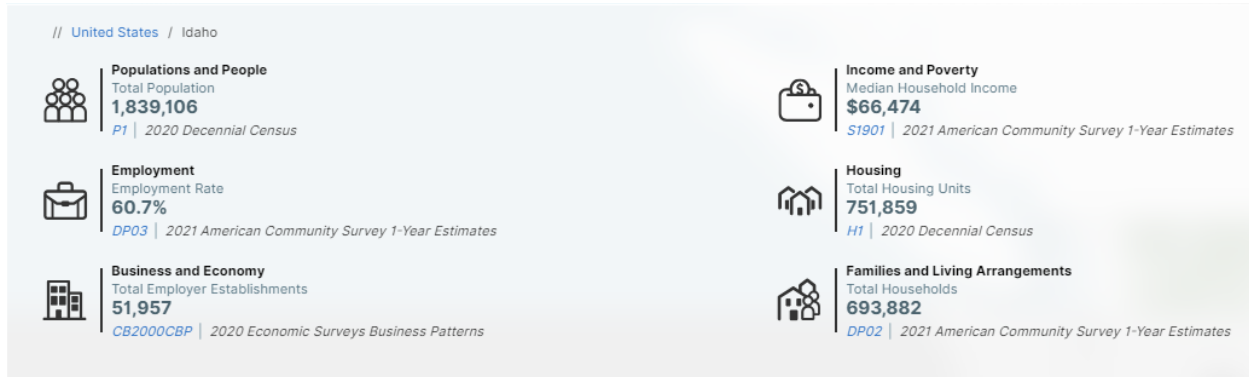 // United States / Idaho
Populations and People
Total Population
1,839,106
P1 | 2020 Decennial Census
Income and Poverty
Median Household Income
$66,474
S1901 | 2021 American Community Survey 1-Year Estimates
Employment
Employment Rate
60.7%
DP03 | 2021 American Community Survey 1-Year Estimates
Housing
Total Housing Units
751,859
H1 | 2020 Decennial Census
Business and Economy
Total Employer Establishments
51,957
CB2000CBP | 2020 Economic Surveys Business Patterns
Families and Living Arrangements
Total Households
693,882
DP02 | 2021 American Community Survey 1-Year Estimates